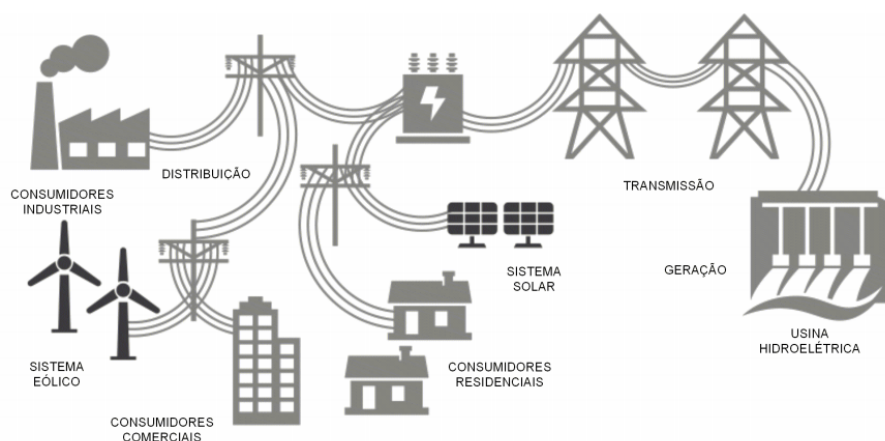 CONSUMIDORES
INDUSTRIAIS
DISTRIBUIÇÃO
TRANSMISSÃO
SISTEMA
SOLAR
GERAÇÃO
USINA
HIDROELÉTRICA
SISTEMA
EÓLICO
CONSUMIDORES
RESIDENCIAIS
CONSUMIDORES
COMERCIAIS